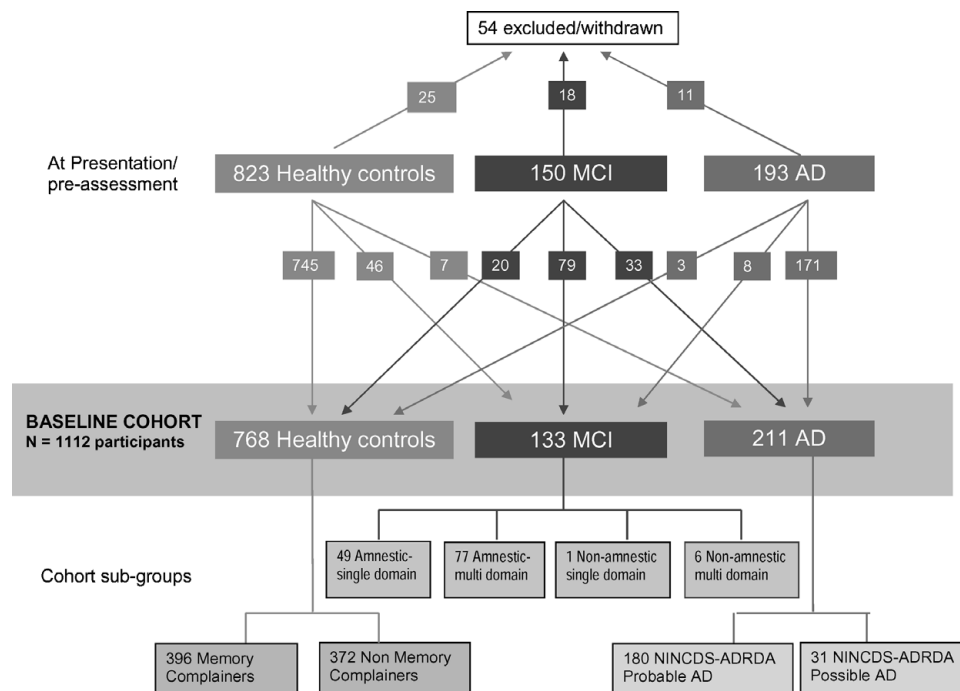 54 excluded/withdrawn
25
18
11
At Presentation/
pre-assessment
823 Healthy controls
150 MCI
193 AD
745
46
7
20
79
33
3
8
171
BASELINE COHORT
N = 1112 participants
768 Healthy controls
133 MCI
211 AD
Cohort sub-groups
49 Amnestic-
single domain
77 Amnestic-
multi domain
1 Non-amnestic
single domain
6 Non-amnestic
multi domain
396 Memory
Complainers
372 Non Memory
Complainers
180 NINCDS-ADRDA
Probable AD
31 NINCDS-ADRDA
Possible AD